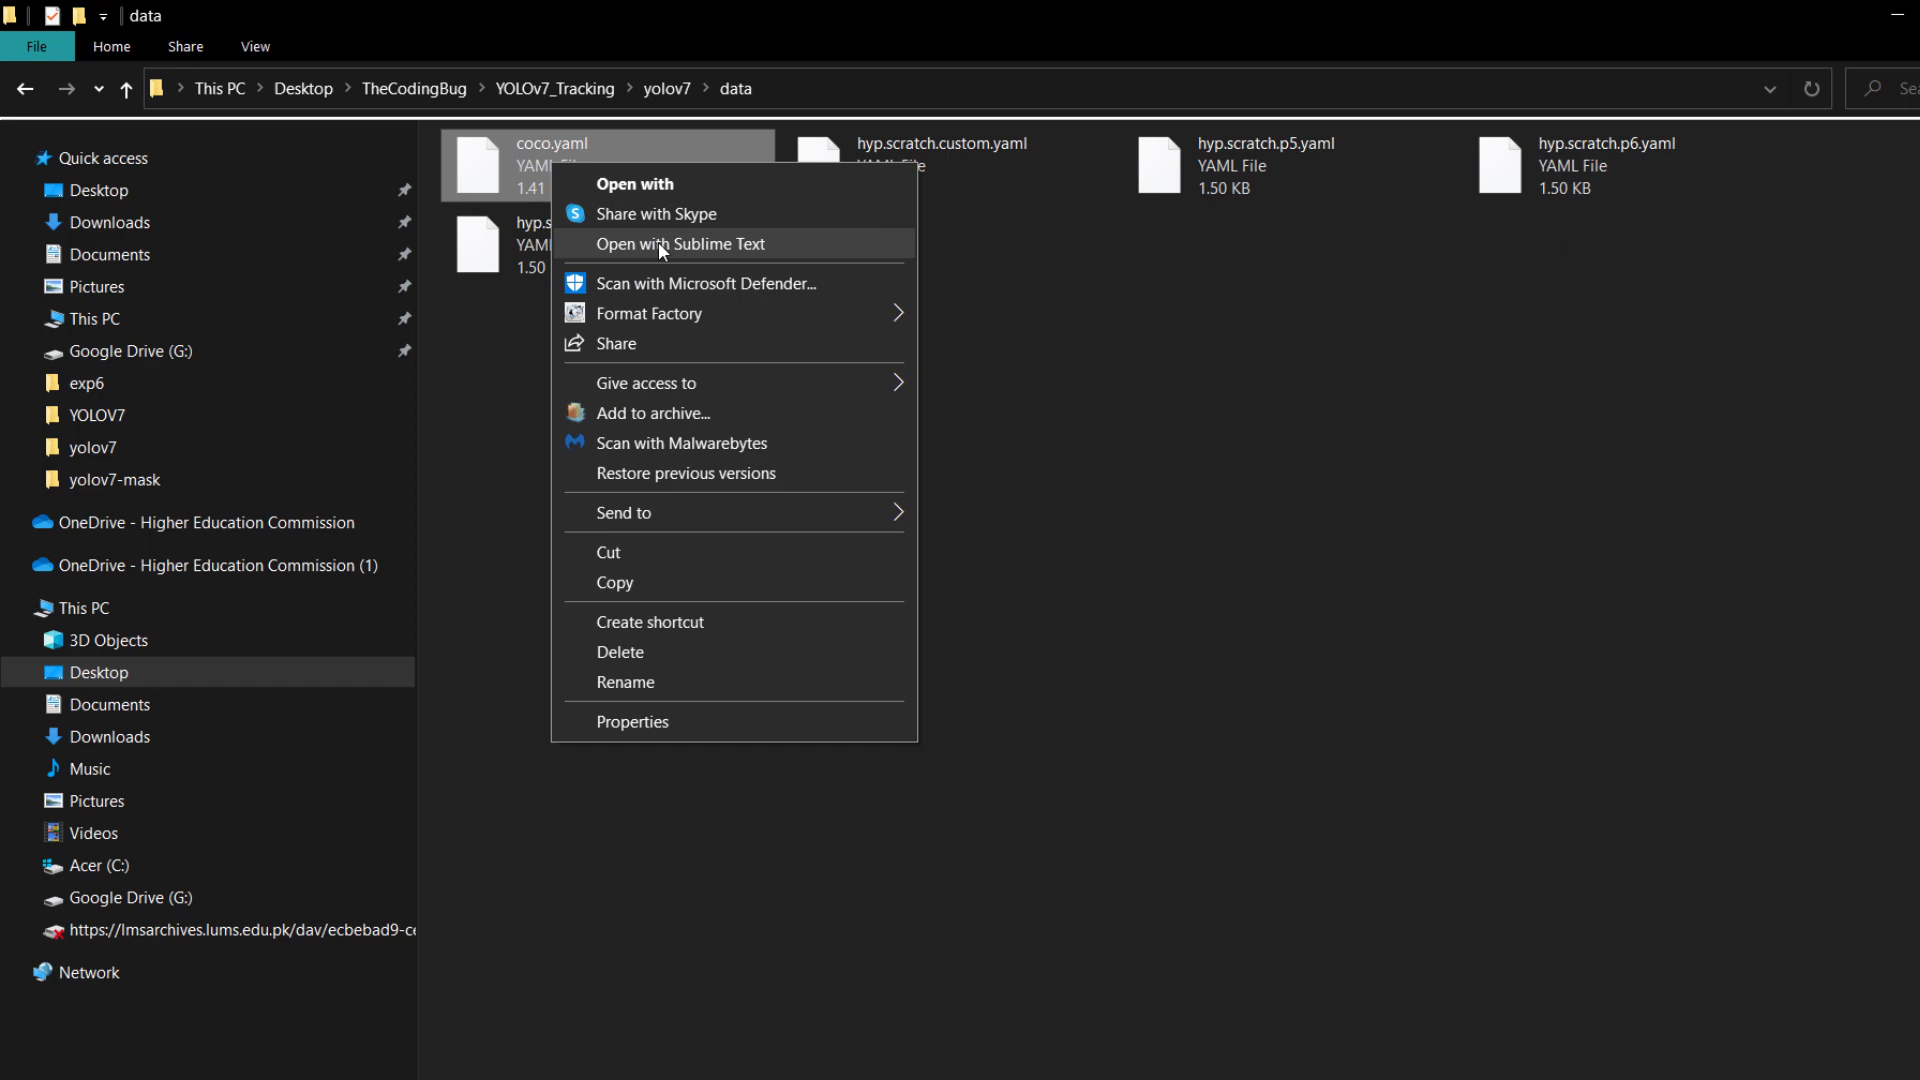 data
File Home Share View
This PC > Desktop > TheCodingBug > YOLOv7_Tracking > yolov7 > data
Quick access
Desktop
Downloads
Documents
Pictures
This PC
Google Drive (G:)
exp6
YOLOV7
yolov7
yolov7-mask
OneDrive - Higher Education Commission
OneDrive - Higher Education Commission (1)
This PC
3D Objects
Desktop
Documents
Downloads
Music
Pictures
Videos
Acer (C:)
Google Drive (G:)
https://lmsarchives.lums.edu.pk/dav/ecbebad9-ce
Network
coco.yaml
1.41
hyp.scratch.custom.yaml
hyp.scratch.p5.yaml
YAML File
1.50 KB
hyp.scratch.p6.yaml
YAML File
1.50 KB
hyp.s
YAML
1.50
Open with
Share with Skype
Open with Sublime Text
Scan with Microsoft Defender...
Format Factory
Share
Give access to
Add to archive...
Scan with Malwarebytes
Restore previous versions
Send to
Cut
Copy
Create shortcut
Delete
Rename
Properties